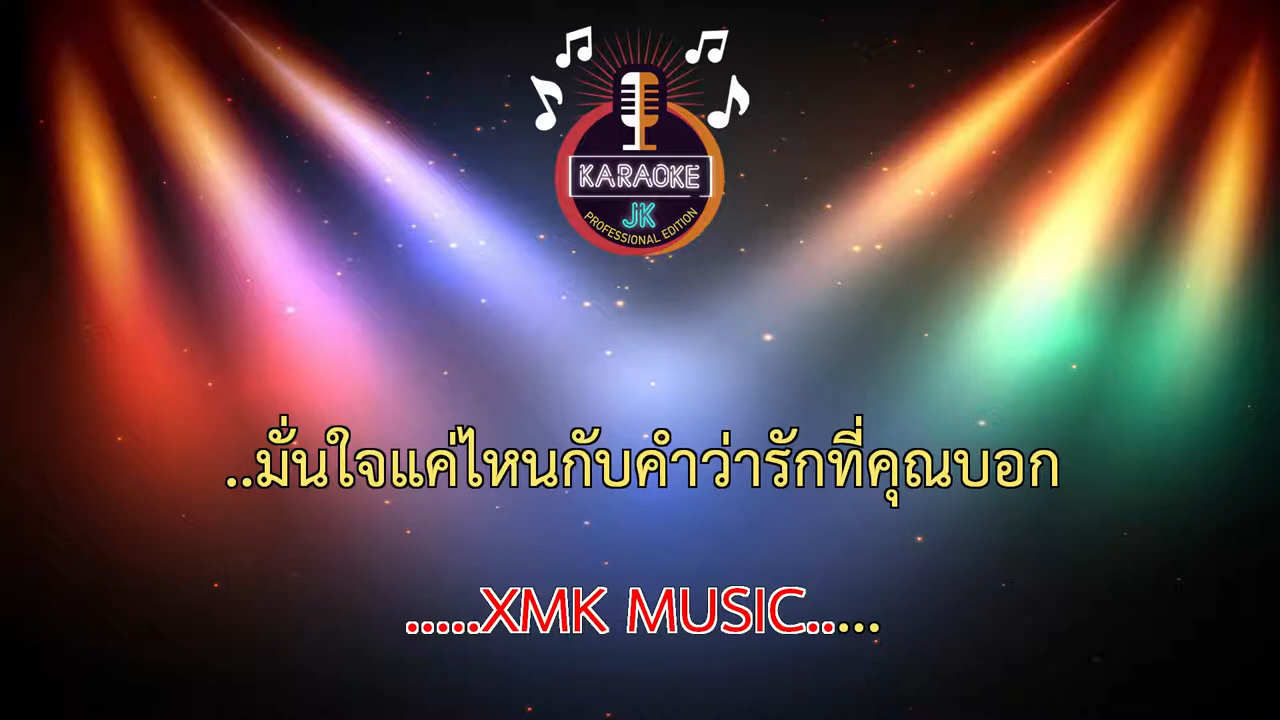 KARAOKE
JK
PROFESSIONAL EDITION
..มั่นใจแค่ไหนกับคำว่ารักที่คุณบอก
......XMK MUSIC.....